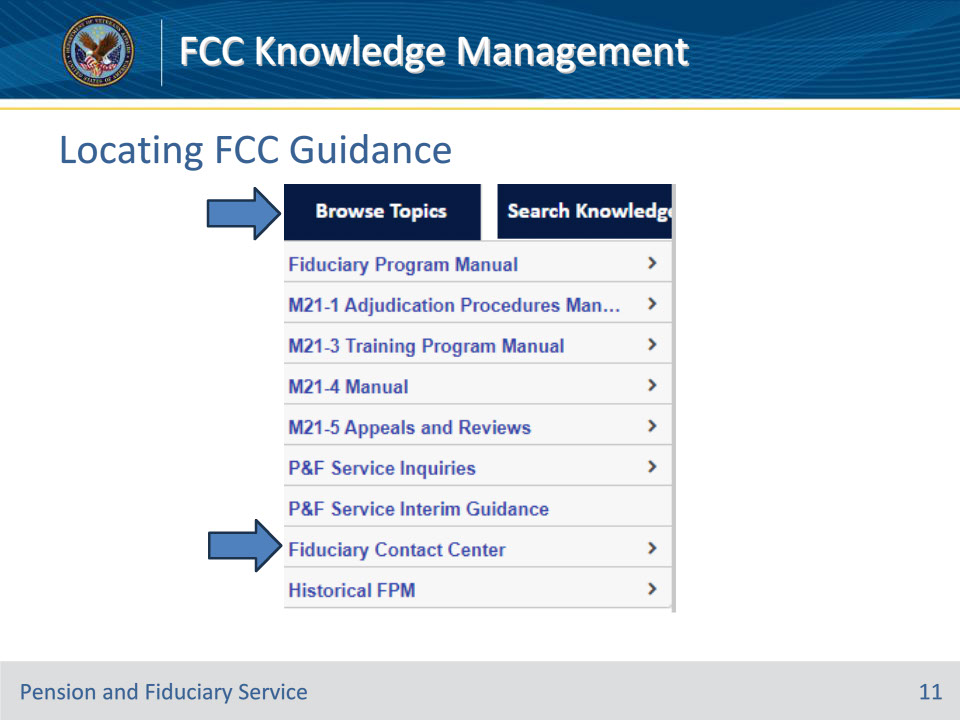 FCC Knowledge Management
Locating FCC Guidance
Browse Topics
Search Knowledge
Fiduciary Program Manual
M21-1 Adjudication Procedures Man...
M21-3 Training Program Manual
M21-4 Manual
M21-5 Appeals and Reviews
P&F Service Inquiries
P&F Service Interim Guidance
Fiduciary Contact Center
Historical FPM
Pension and Fiduciary Service
11